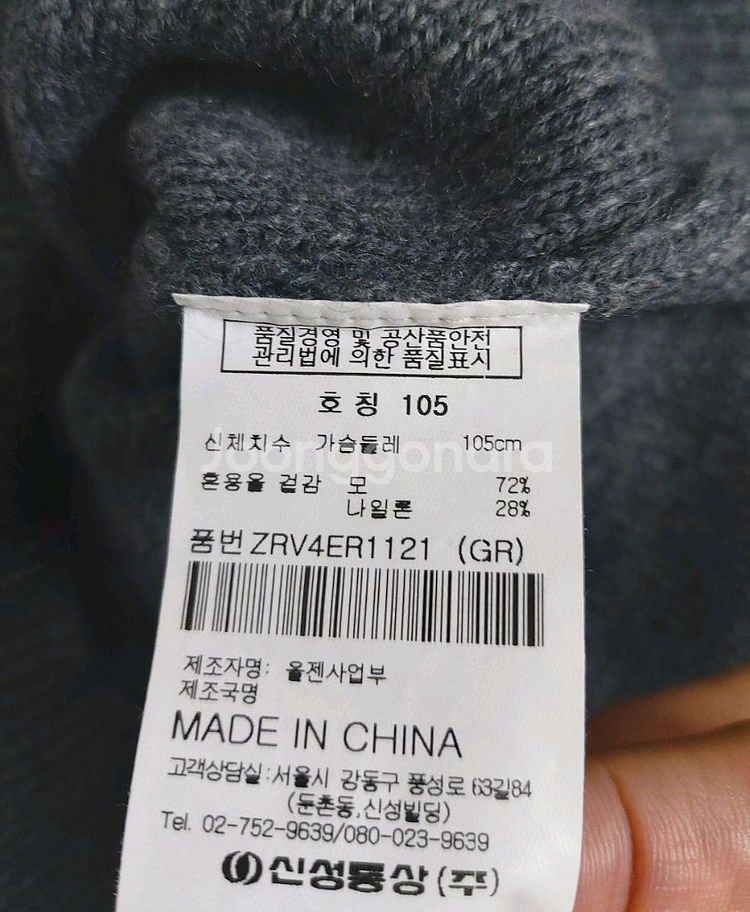 품질경영 및 공산품안전
관리법에 의한 품질표시
호칭 105
신체치수 가슴둘레 105cm
joonggonara
혼용율 겉감 모 72%
나일론 28%
품번 ZRV4ER1121 (GR)
제조자명: 올젠사업부
제조국명
MADE IN CHINA
고객상담실:서울시 강동구 풍성로 63길84
(둔촌동,신성빌딩)
Tel. 02-752-9639/080-023-9639
신성통상(주)